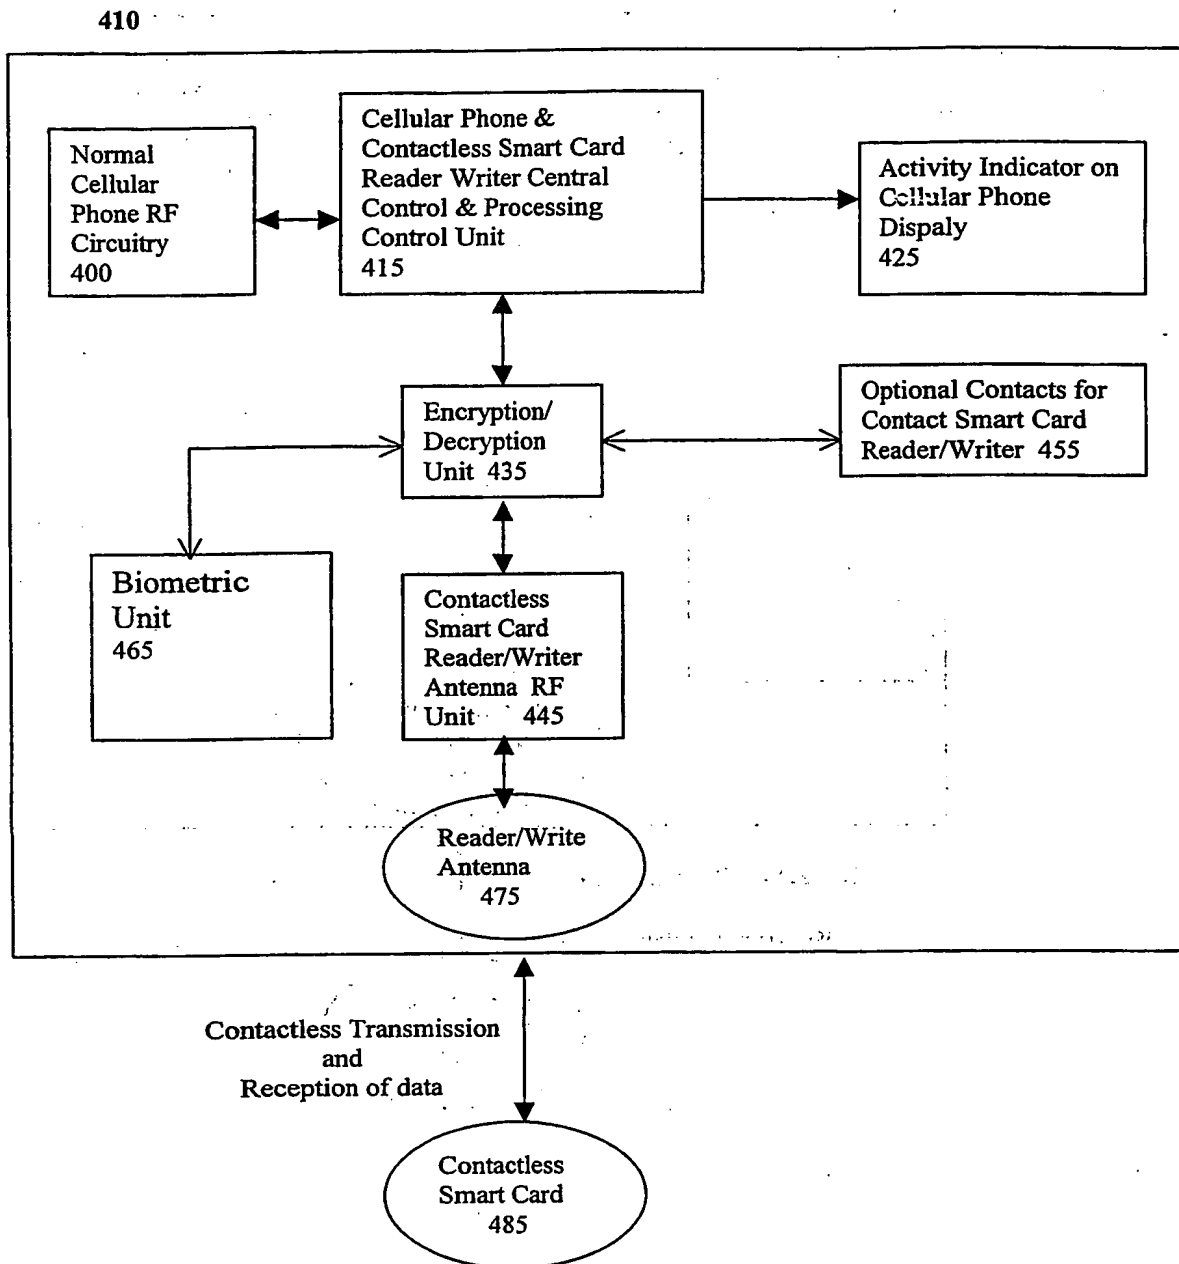 410
Normal
Cellular
Phone RF
Circuitry
400
Cellular Phone &
Contactless Smart Card
Reader Writer Central
Control & Processing
Control Unit
415
Activity Indicator on
Cellular Phone
Dispaly
425
Encryption/
Decryption
Unit 435
Optional Contacts for
Contact Smart Card
Reader/Writer 455
Biometric
Unit
465
Contactless
Smart Card
Reader/Writer
Antenna RF
Unit 445
Reader/Write
Antenna
475
Contactless Transmission
and
Reception of data
Contactless
Smart Card
485